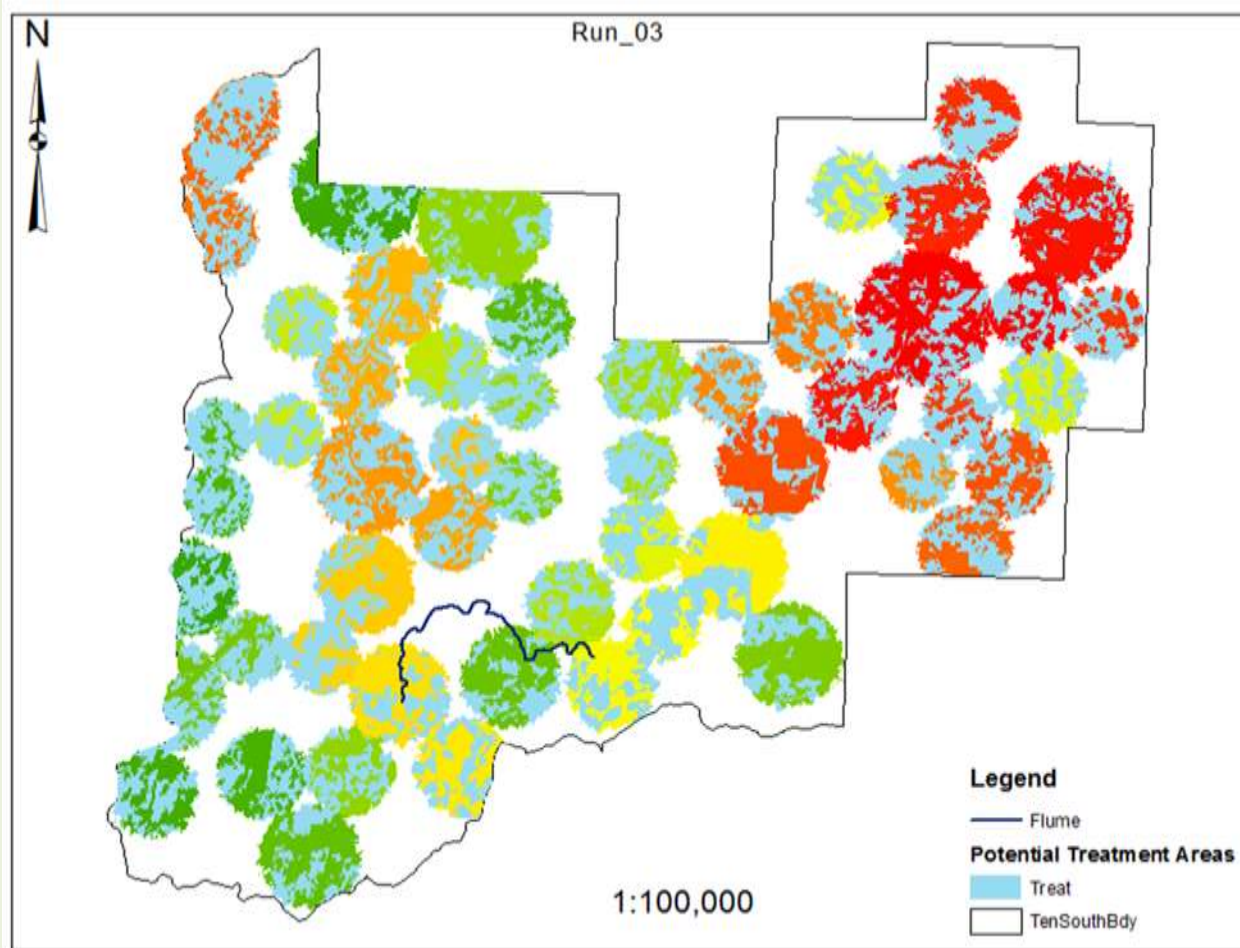 Run_03
N
Legend
Flume
Potential Treatment Areas
Treat
TenSouthBdy
1:100,000